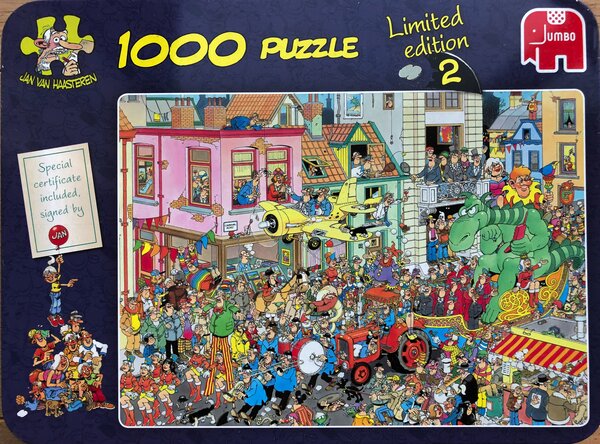 JAN VAN HAASTEREN
1000 PUZZLE
Limited
edition
2
JUMBO
Special
certificate
included,
signed by
JAN